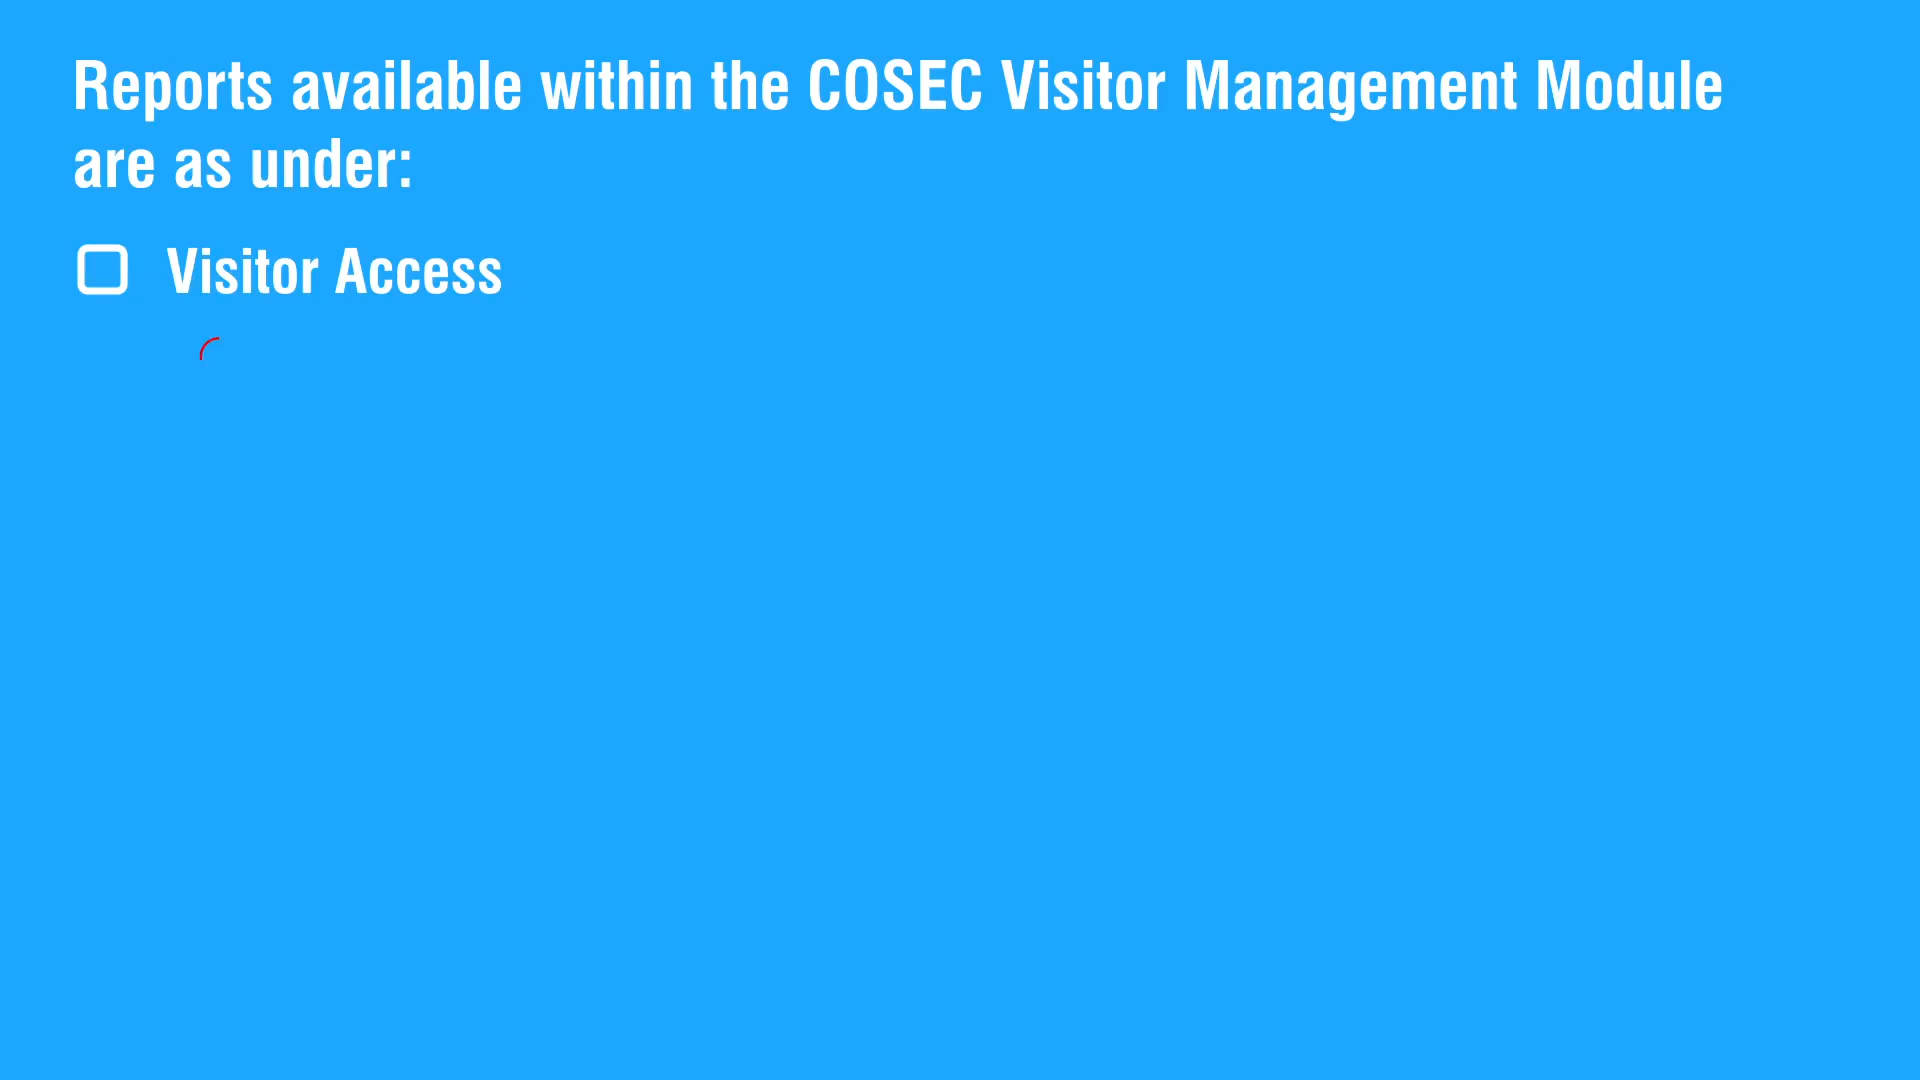 Reports available within the COSEC Visitor Management Module
are as under:
Visitor Access